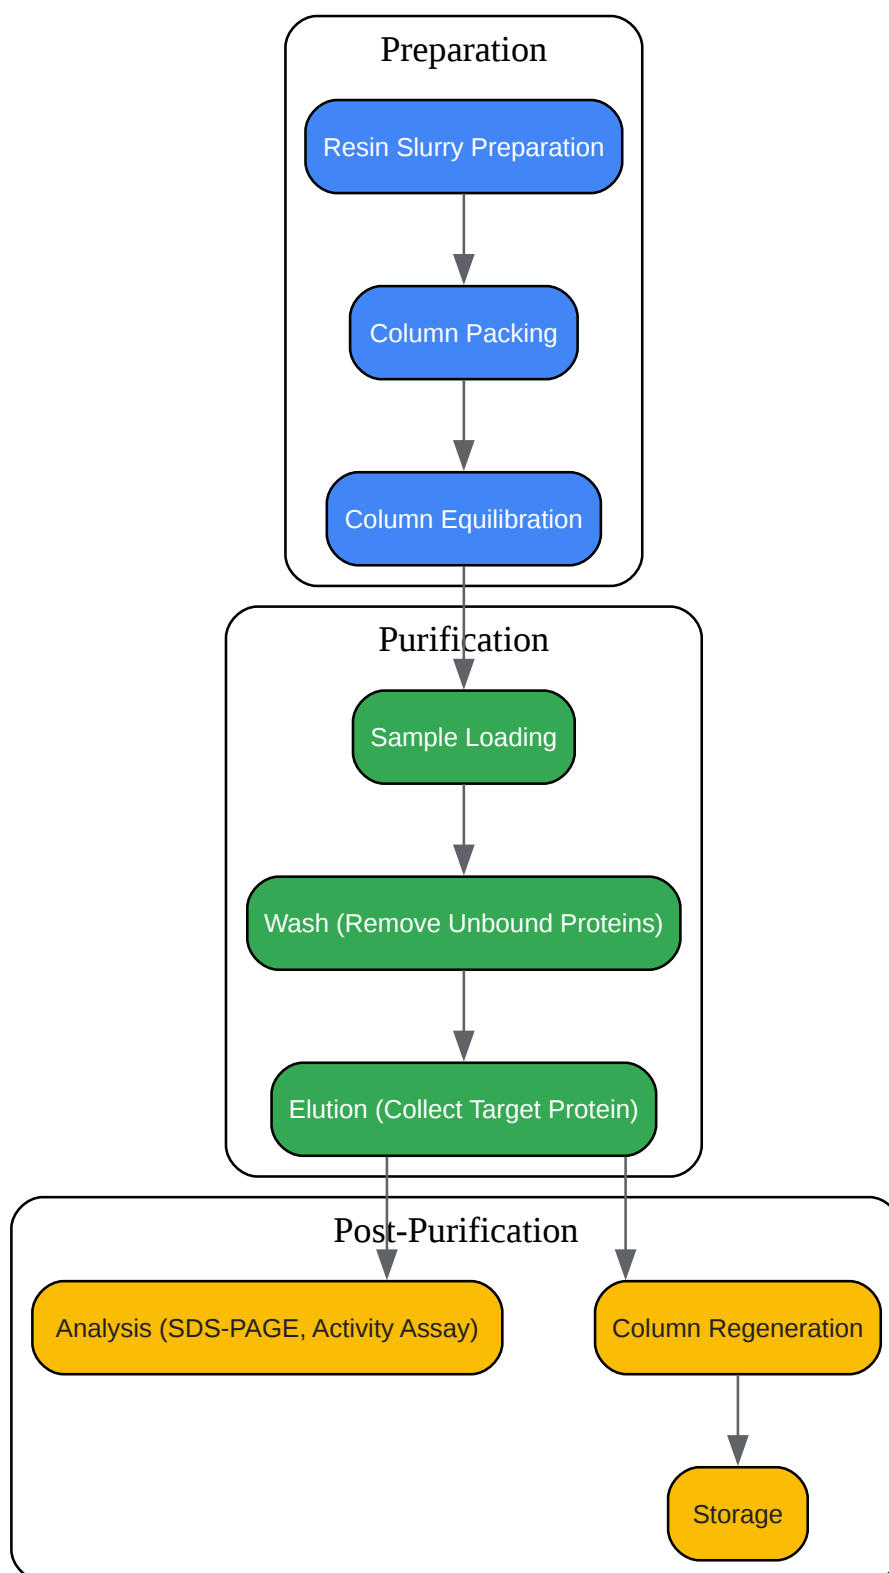 Preparation
Resin Slurry Preparation
Column Packing
Column Equilibration
Purification
Sample Loading
Wash (Remove Unbound Proteins)
Elution (Collect Target Protein)
Post-Purification
Analysis (SDS-PAGE, Activity Assay)
Column Regeneration
Storage